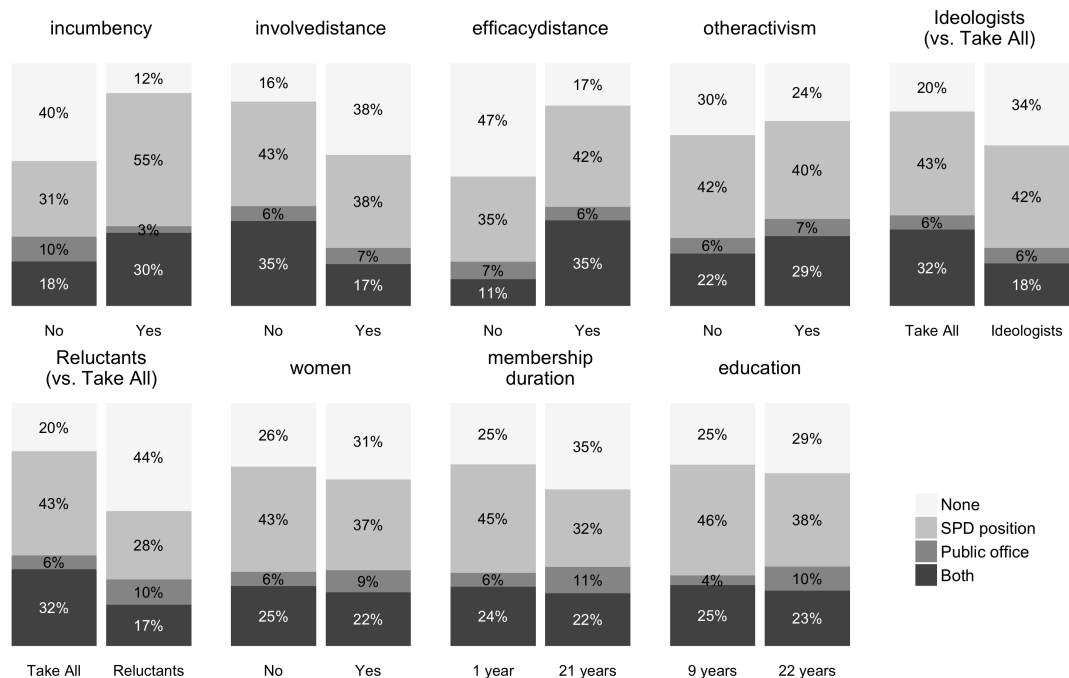 incumbency
involvedistance
efficacydistance
otheractivism
Ideologists
(vs. Take All)
12%
16%
17%
20%
24%
30%
34%
38%
40%
47%
55%
43%
42%
40%
43%
42%
31%
38%
35%
42%
3%
6%
6%
7%
6%
10%
7%
7%
6%
6%
18%
30%
35%
17%
11%
35%
22%
29%
32%
18%
No
Yes
No
Yes
No
Yes
No
Yes
Take All
Ideologists
Reluctants
(vs. Take All)
women
membership
duration
education
20%
44%
26%
31%
25%
35%
25%
29%
43%
28%
43%
37%
45%
32%
46%
38%
6%
10%
6%
9%
6%
11%
4%
10%
32%
17%
25%
22%
24%
22%
25%
23%
Take All
Reluctants
No
Yes
1 year
21 years
9 years
22 years
None
SPD position
Public office
Both